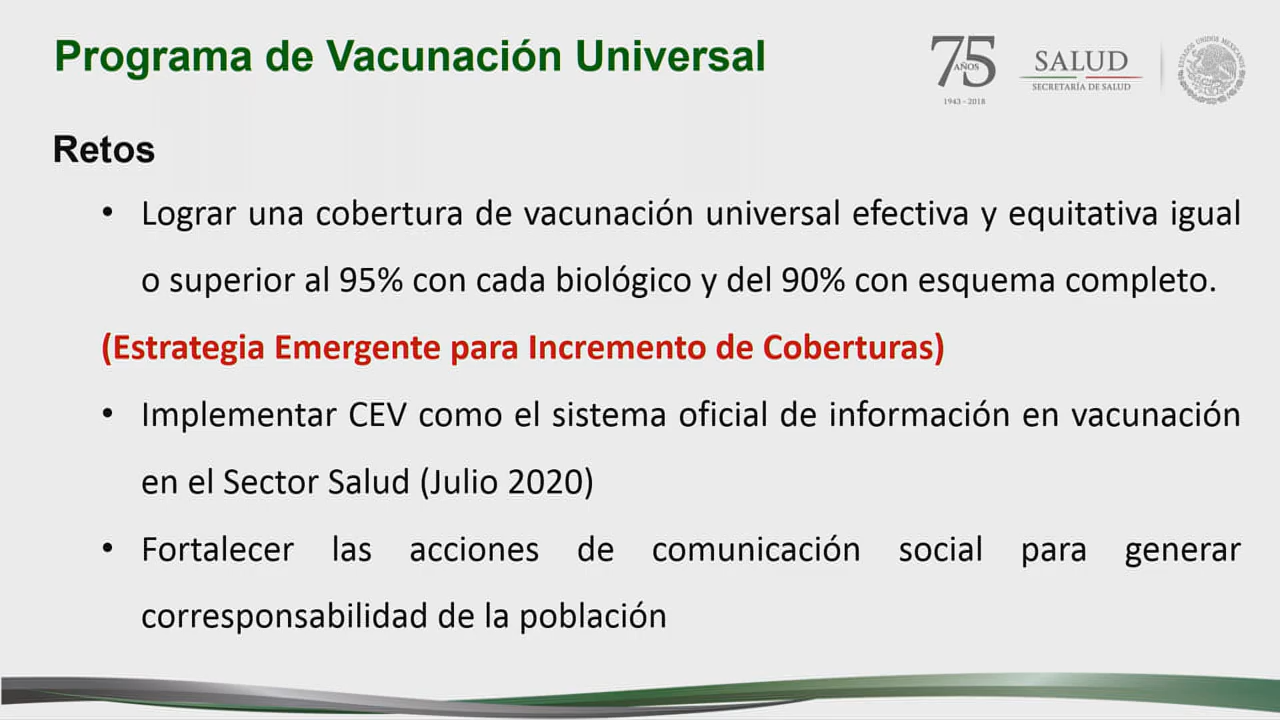 Programa de Vacunación Universal
75
AÑOS
1943 - 2018
SALUD
SECRETARÍA DE SALUD
ESTADOS UNIDOS MEXICANOS
Retos
• Lograr una cobertura de vacunación universal efectiva y equitativa igual
o superior al 95% con cada biológico y del 90% con esquema completo.
(Estrategia Emergente para Incremento de Coberturas)
• Implementar CEV como el sistema oficial de información en vacunación
en el Sector Salud (Julio 2020)
• Fortalecer las acciones de comunicación social para generar
corresponsabilidad de la población